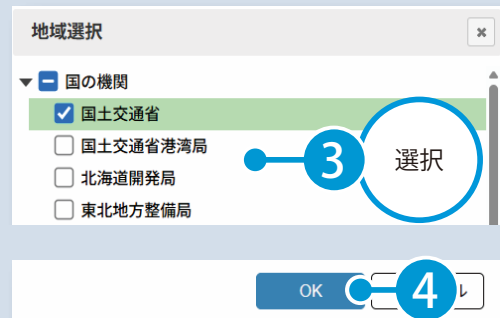 地域選択
国の機関
国土交通省
国土交通省港湾局
北海道開発局
東北地方整備局
3 選択
OK
4 ル